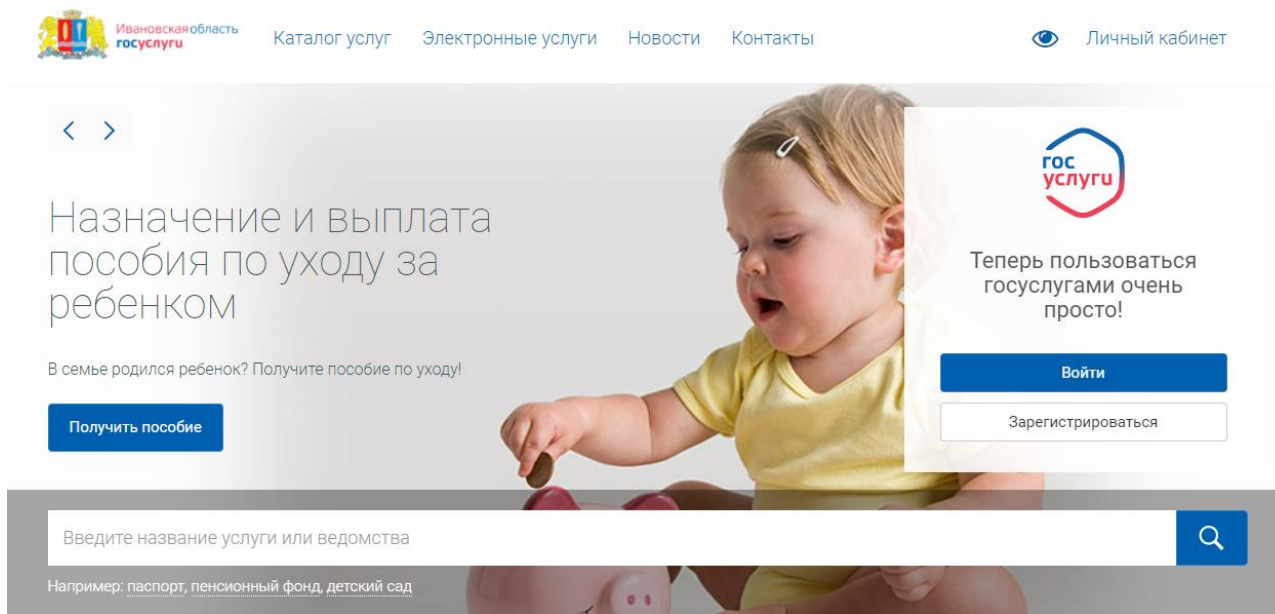 Ивановская область
госуслуги
Каталог услуг
Электронные услуги
Новости
Контакты
Личный кабинет
Назначение и выплата
пособия по уходу за
ребенком
В семье родился ребенок? Получите пособие по уходу!
Получить пособие
гос
услуги
Теперь пользоваться
госуслугами очень
просто!
Войти
Зарегистрироваться
Введите название услуги или ведомства
Например: паспорт, пенсионный фонд, детский сад